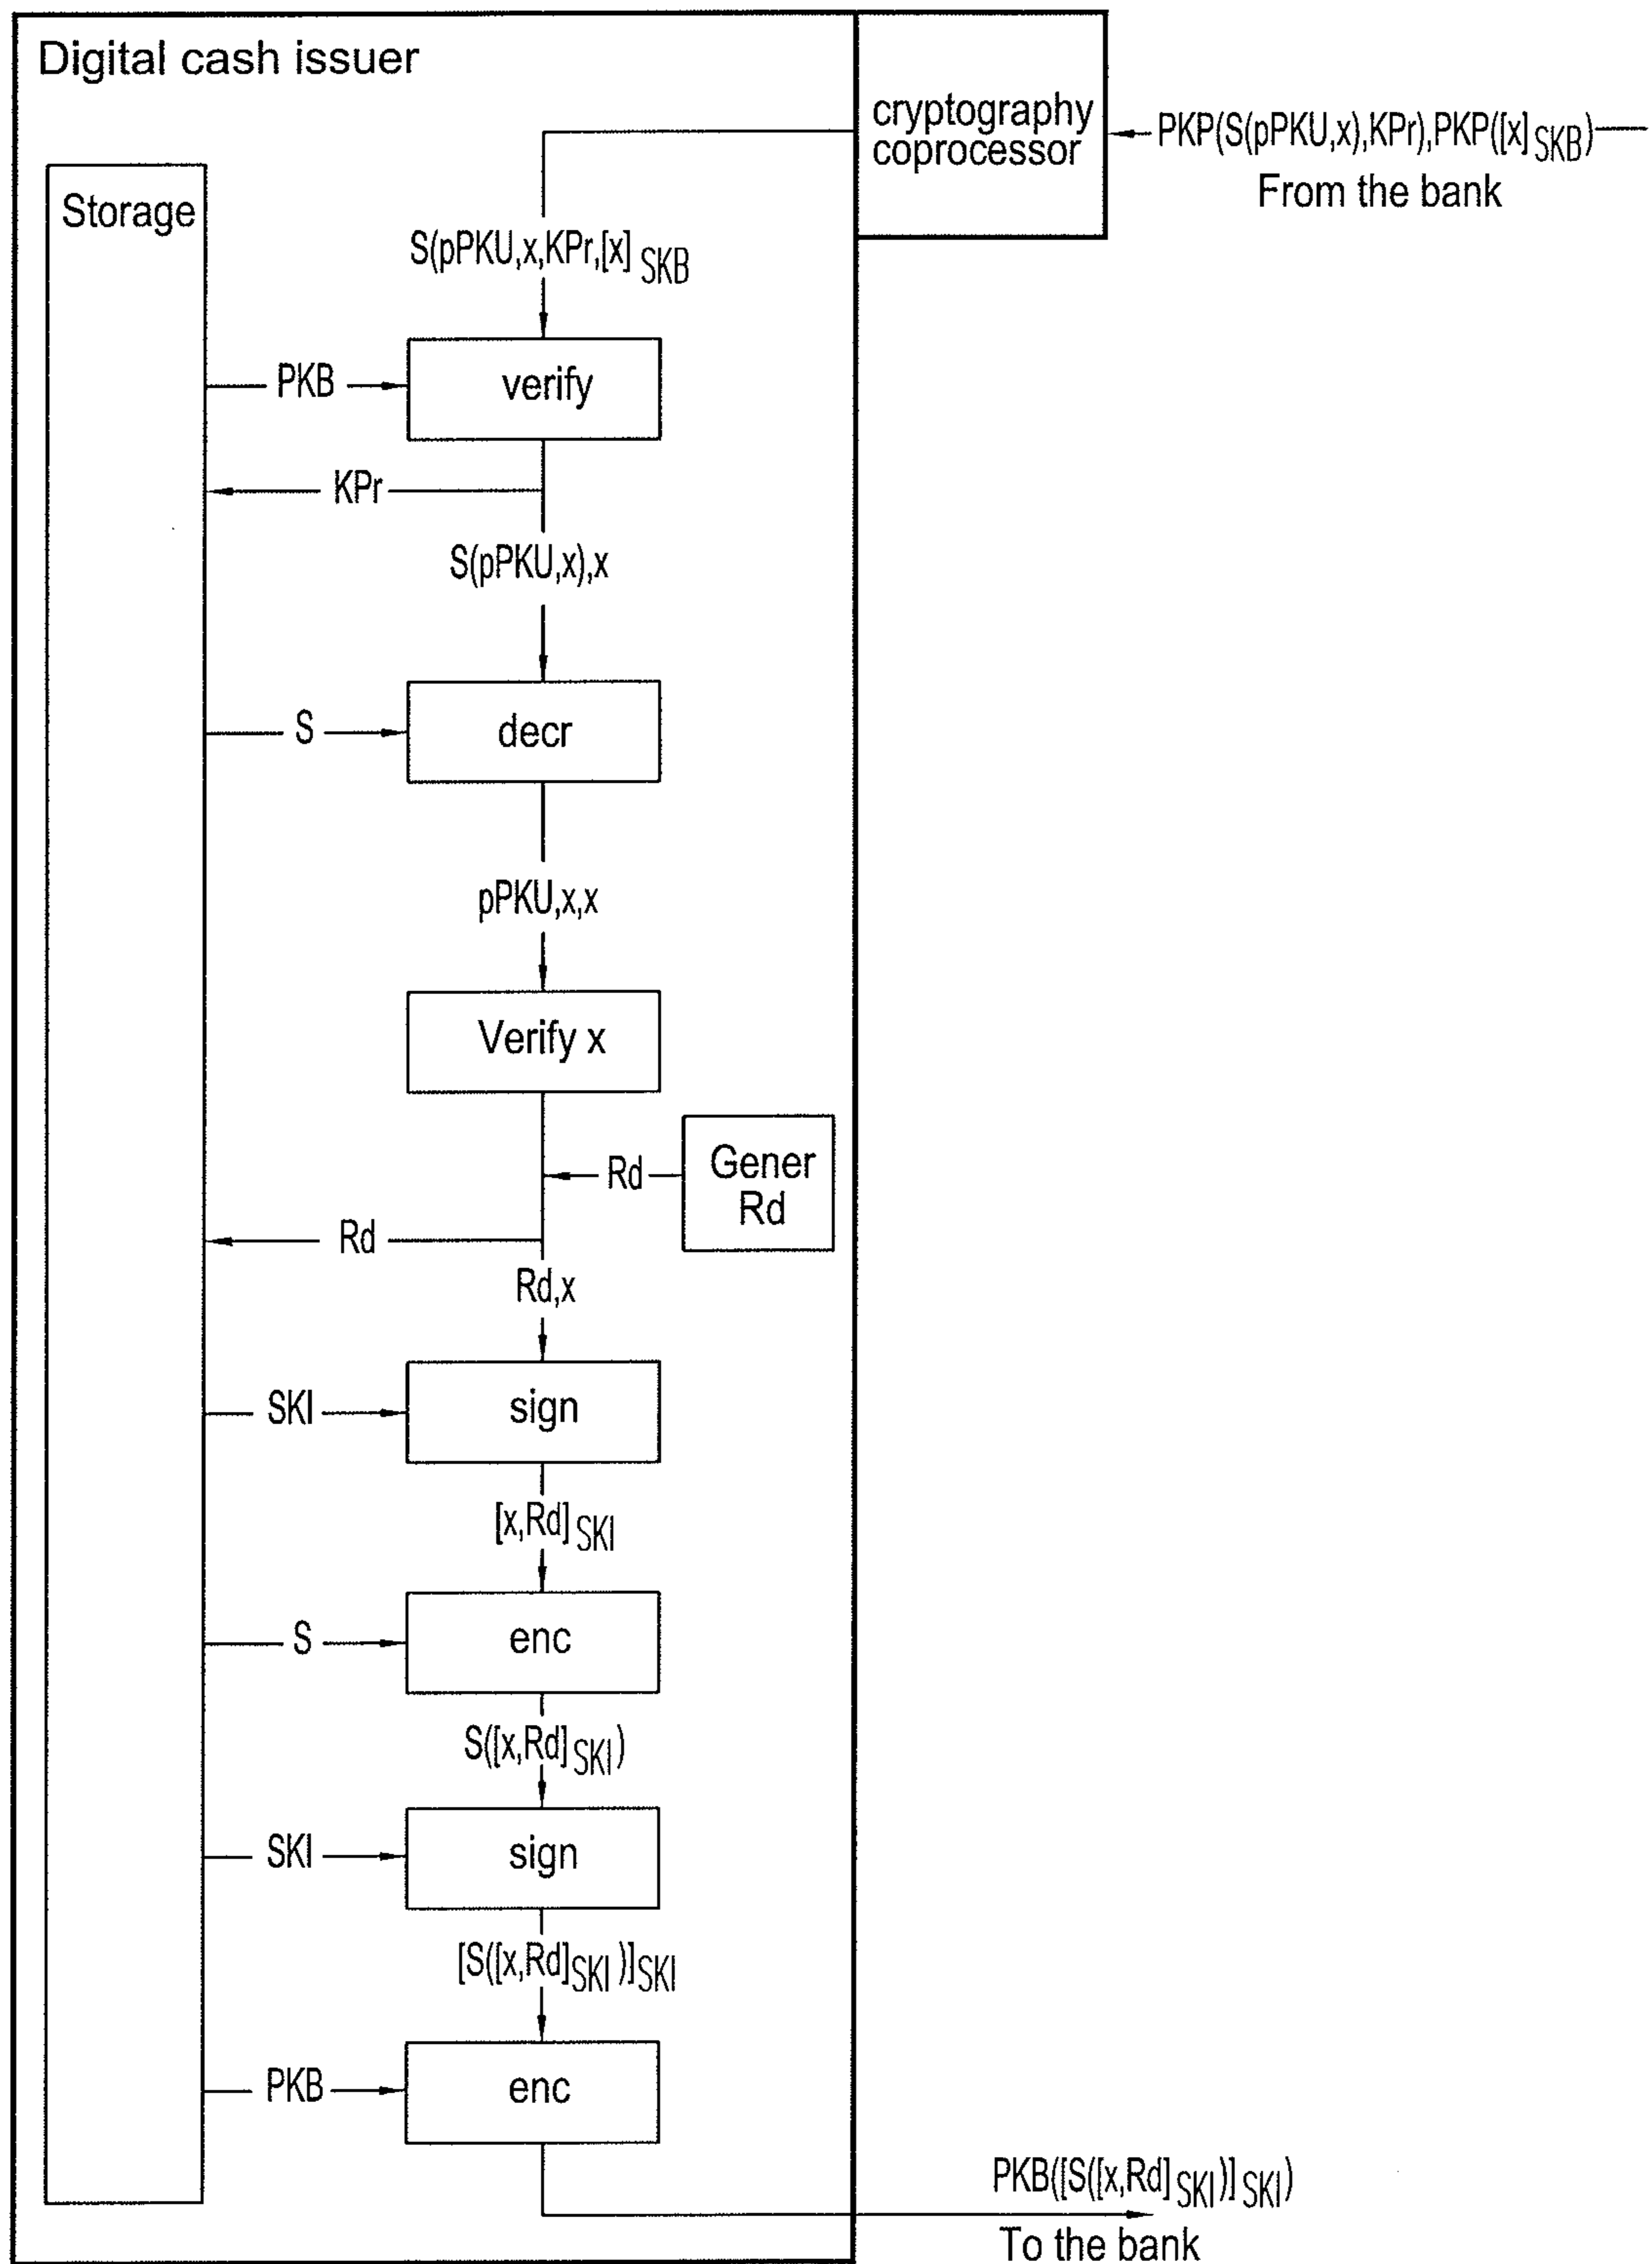 Digital cash issuer
cryptography
coprocessor
PKP(S(pPKU,x),KPr),PKP([x]SKB)
From the bank
Storage
S(pPKU,x,KPr,[x] SKB
PKB
verify
KPr
S(pPKU,x),x
S
decr
pPKU,x,x
Verify x
Rd
Gener
Rd
Rd
Rd,x
SKI
sign
[x,Rd]SKI
S
enc
S([x,Rd]SKI)
SKI
sign
[S([x,Rd]SKI)]SKI
PKB
enc
PKB([S([x,Rd]SKI)]SKI)
To the bank